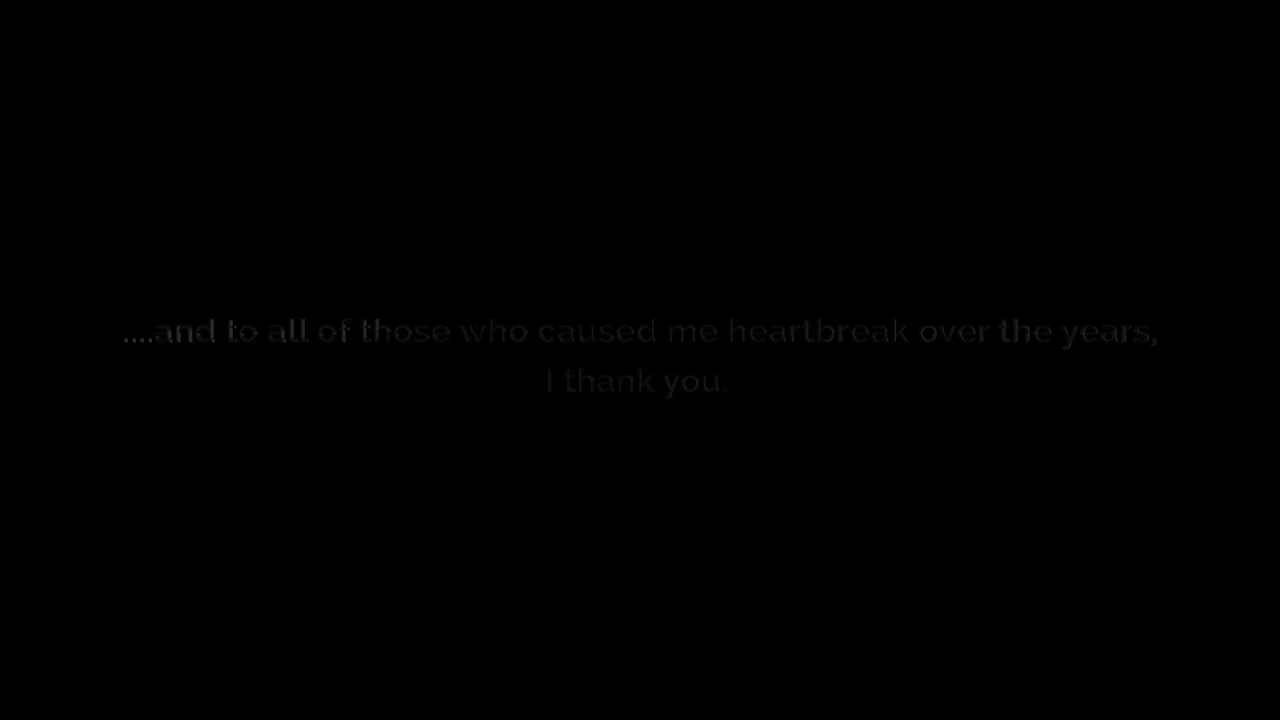 ....and to all of those who caused me heartbreak over the years,
I thank you.